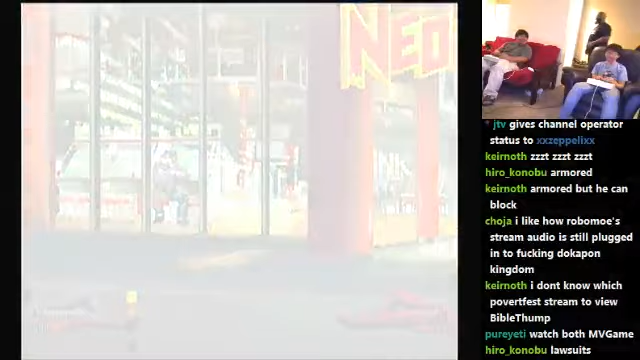 NEO
* jtv gives channel operator
status to xxzeppelixx
keirnoth zzzt zzzt zzzt
hiro_konobu armored
keirnoth armored but he can
block
choja i like how robomoe's
stream audio is still plugged
in to fucking dokapon
kingdom
keirnoth i dont know which
povertfest stream to view
BibleThump
pureyeti watch both MVGame
hiro_konobu lawsuits